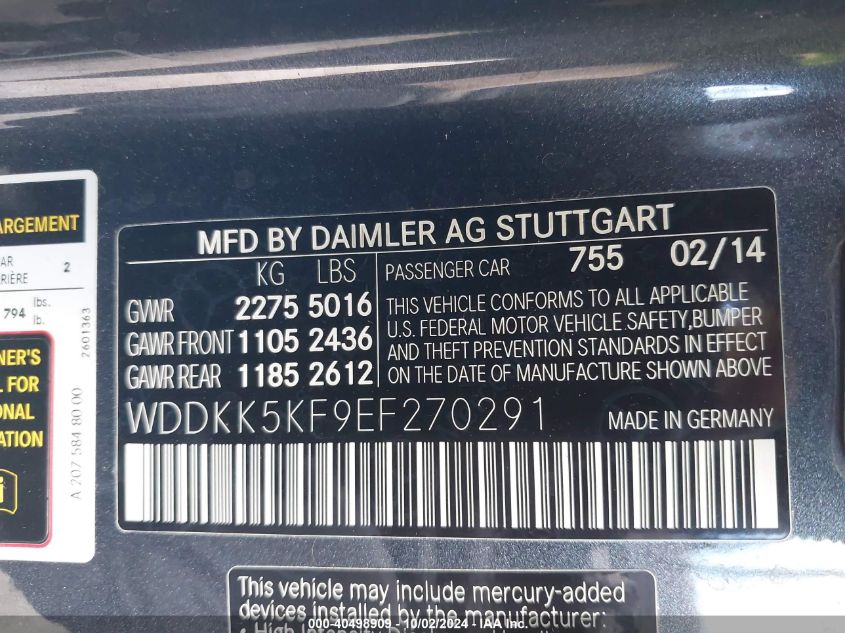 ARGEMENT
AR
RIÈRE 2
794 lbs.
lb.
NER'S
L FOR
ONAL
ATION
i
2601363
A 207 584 80 00
MFD BY DAIMLER AG STUTTGART
KG LBS
GVWR 2275 5016
GAWR FRONT 1105 2436
GAWR REAR 1185 2612
PASSENGER CAR 755 02/14
THIS VEHICLE CONFORMS TO ALL APPLICABLE
U.S. FEDERAL MOTOR VEHICLE.SAFETY,BUMPER
AND THEFT PREVENTION STANDARDS IN EFFECT
ON THE DATE OF MANUFACTURE SHOWN ABOVE
WDDKK5KF9EF270291 MADE IN GERMANY
This vehicle may include mercury-added
devices installed by the manufacturer:
000-40498909 - 10/02/2024 - IAA Inc.